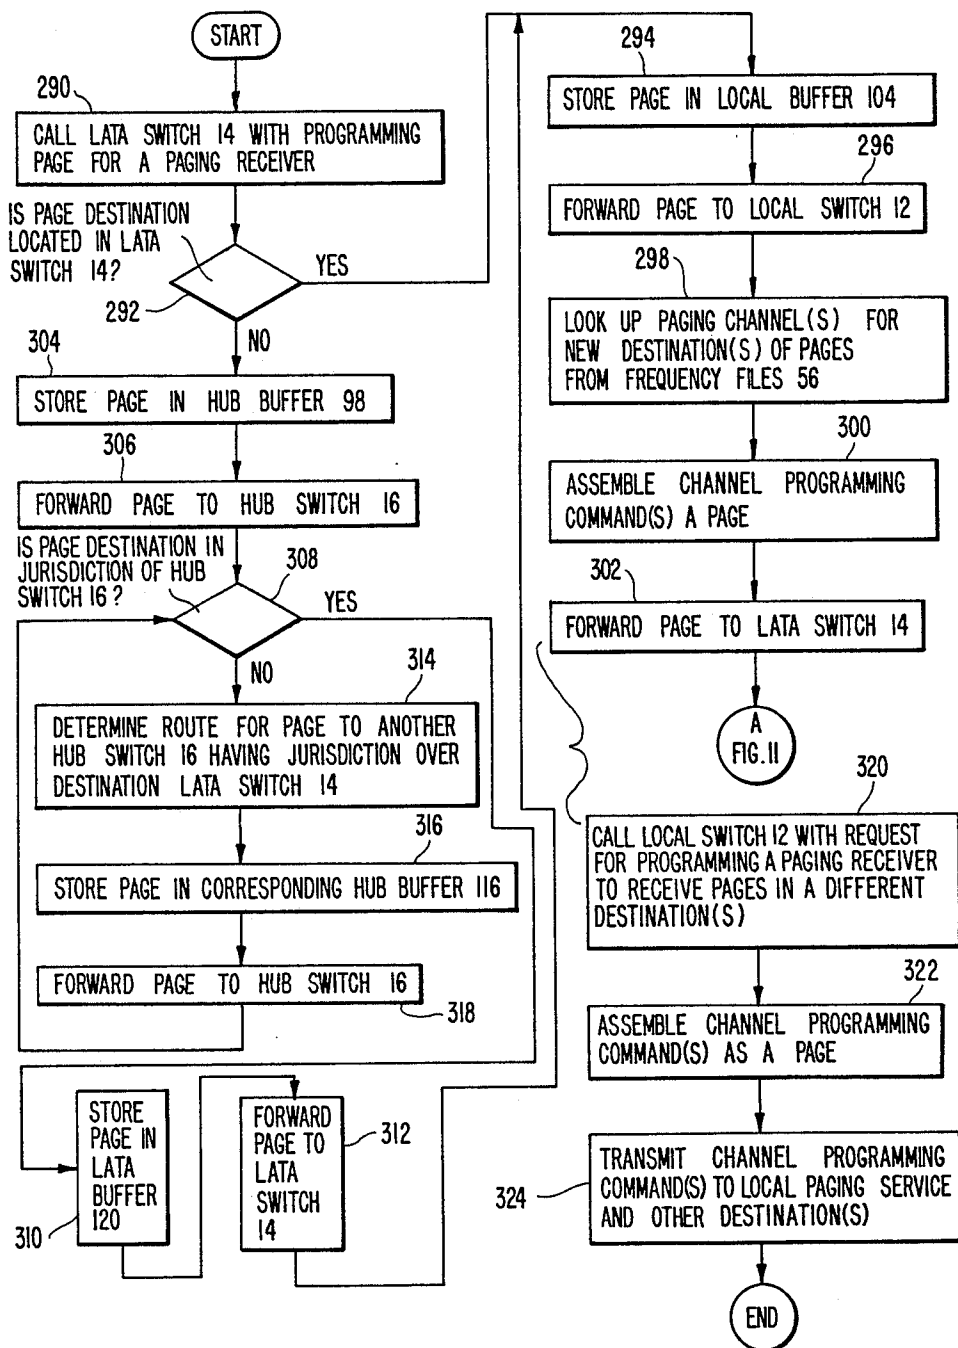 START
290
CALL LATA SWITCH 14 WITH PROGRAMMING
PAGE FOR A PAGING RECEIVER
IS PAGE DESTINATION
LOCATED IN LATA
SWITCH 14?
YES
292
NO
304
STORE PAGE IN HUB BUFFER 98
306
FORWARD PAGE TO HUB SWITCH 16
IS PAGE DESTINATION IN
JURISDICTION OF HUB
SWITCH 16?
308
YES
NO
314
DETERMINE ROUTE FOR PAGE TO ANOTHER
HUB SWITCH 16 HAVING JURISDICTION OVER
DESTINATION LATA SWITCH 14
316
STORE PAGE IN CORRESPONDING HUB BUFFER 116
FORWARD PAGE TO HUB SWITCH 16
318
STORE
PAGE IN
LATA
BUFFER
120
310
FORWARD
PAGE TO
LATA
SWITCH
14
312
294
STORE PAGE IN LOCAL BUFFER 104
296
FORWARD PAGE TO LOCAL SWITCH 12
298
LOOK UP PAGING CHANNEL(S) FOR
NEW DESTINATION(S) OF PAGES
FROM FREQUENCY FILES 56
300
ASSEMBLE CHANNEL PROGRAMMING
COMMAND(S) A PAGE
302
FORWARD PAGE TO LATA SWITCH 14
A
FIG.11
320
CALL LOCAL SWITCH 12 WITH REQUEST
FOR PROGRAMMING A PAGING RECEIVER
TO RECEIVE PAGES IN A DIFFERENT
DESTINATION(S)
322
ASSEMBLE CHANNEL PROGRAMMING
COMMAND(S) AS A PAGE
324
TRANSMIT CHANNEL PROGRAMMING
COMMAND(S) TO LOCAL PAGING SERVICE
AND OTHER DESTINATION(S)
END